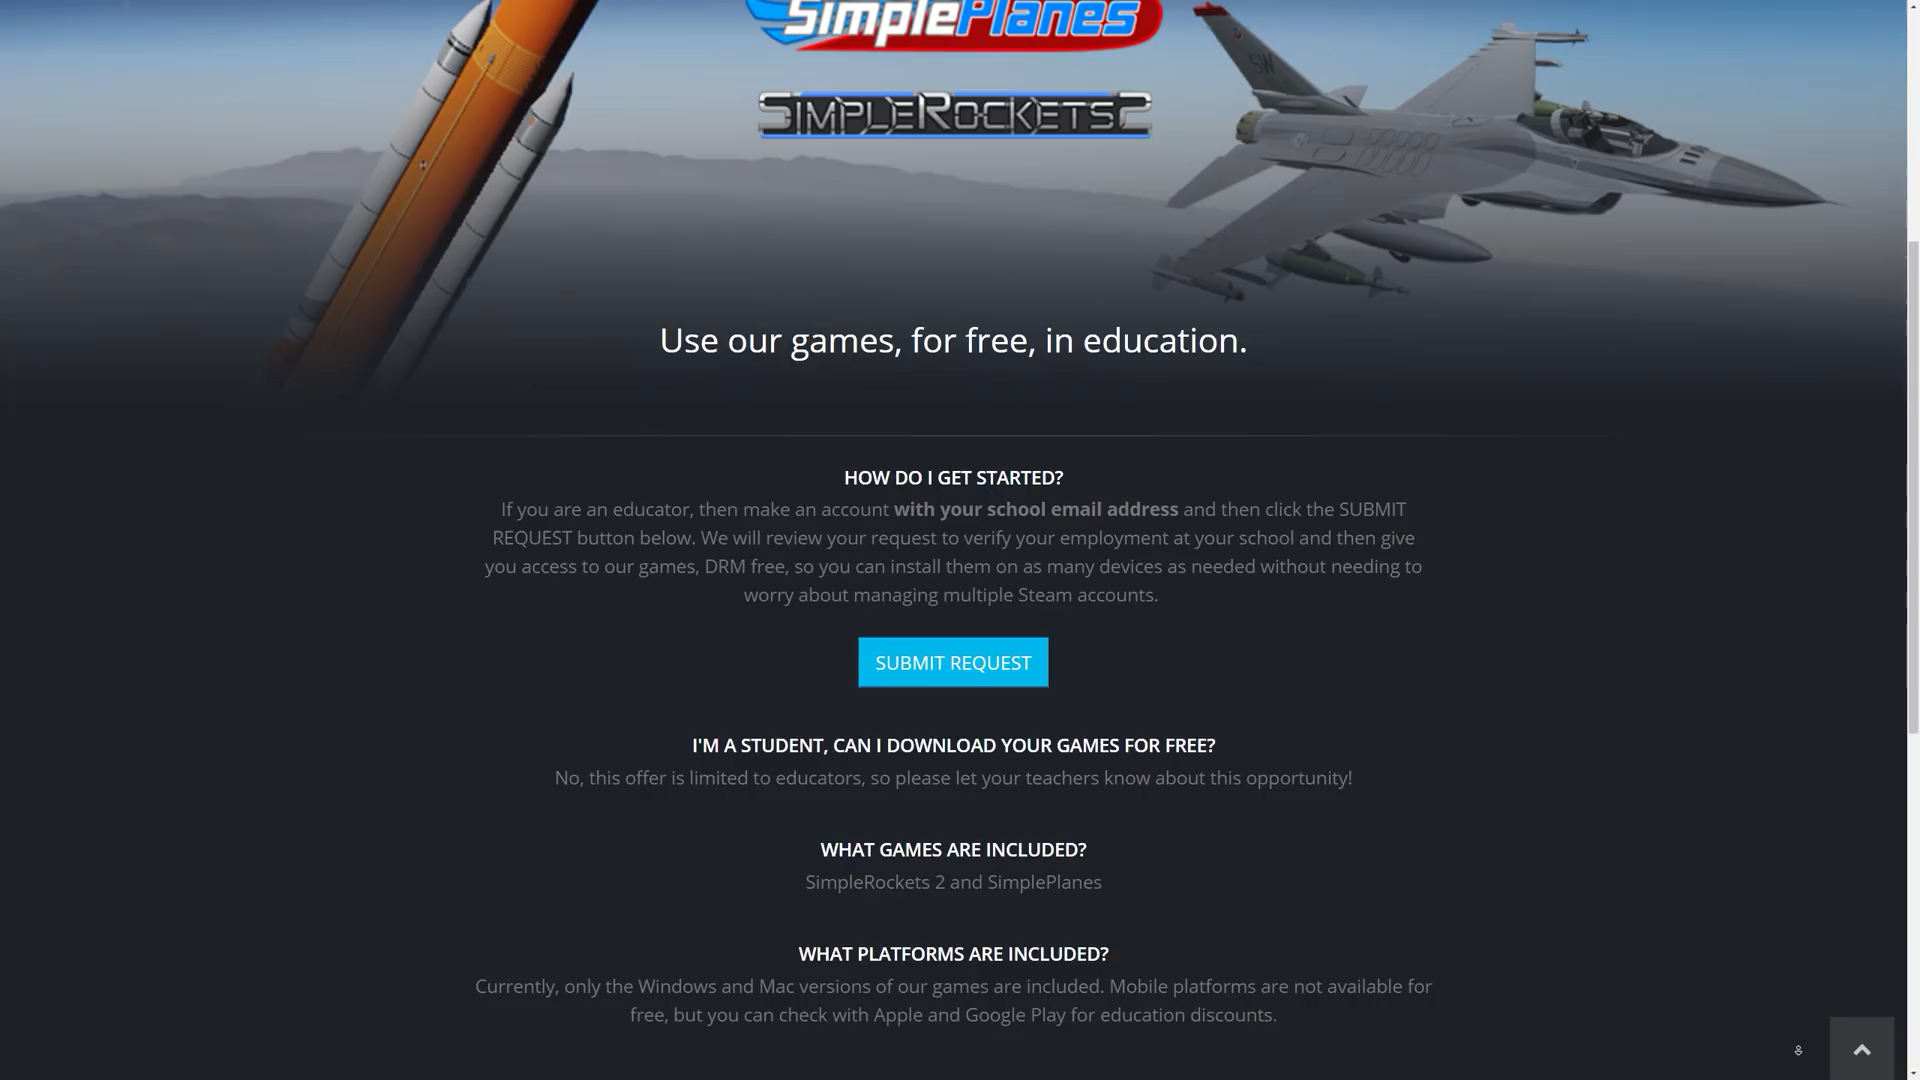 SimplePlanes
SIMPLEROCKETS2
SW
Use our games, for free, in education.
HOW DO I GET STARTED?
If you are an educator, then make an account with your school email address and then click the SUBMIT
REQUEST button below. We will review your request to verify your employment at your school and then give
you access to our games, DRM free, so you can install them on as many devices as needed without needing to
worry about managing multiple Steam accounts.
SUBMIT REQUEST
I'M A STUDENT, CAN I DOWNLOAD YOUR GAMES FOR FREE?
No, this offer is limited to educators, so please let your teachers know about this opportunity!
WHAT GAMES ARE INCLUDED?
SimpleRockets 2 and SimplePlanes
WHAT PLATFORMS ARE INCLUDED?
Currently, only the Windows and Mac versions of our games are included. Mobile platforms are not available for
free, but you can check with Apple and Google Play for education discounts.